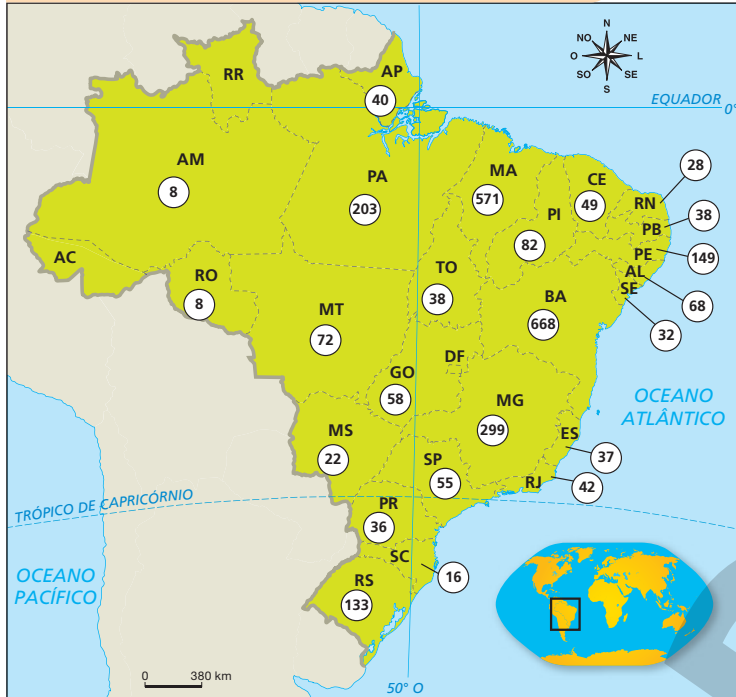 N
NO NE
O L
SO SE
S
RR
AP
40
EQUADOR 0°
AM
8
PA
203
MA
571
CE
49
RN
28
PB
38
PI
82
PE
149
AL
68
SE
32
AC
RO
8
TO
38
BA
668
MT
72
DF
GO
58
MG
299
OCEANO
ATLÂNTICO
ES
37
MS
22
SP
55
RJ
42
TRÓPICO DE CAPRICÓRNIO
PR
36
SC
16
OCEANO
PACÍFICO
RS
133
0 380 km
50° O